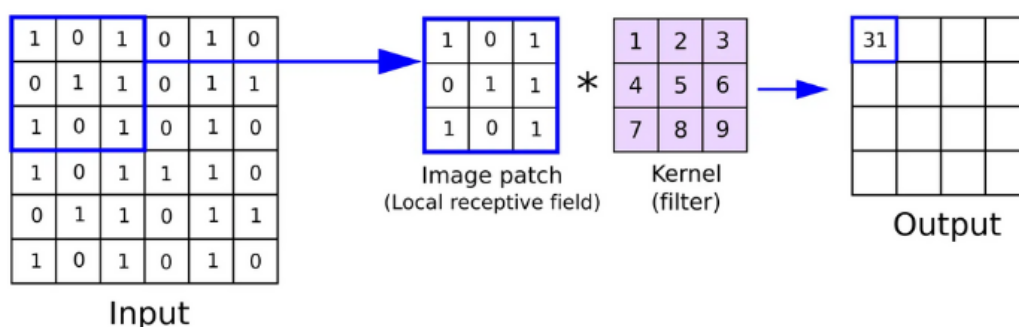 1 0 1 0 1 0
0 1 1 0 1 1
1 0 1 0 1 0
1 0 1 1 1 0
0 1 1 0 1 1
1 0 1 0 1 0
Input
1 0 1
0 1 1
1 0 1
Image patch
(Local receptive field)
*
1 2 3
4 5 6
7 8 9
Kernel
(filter)
31
Output